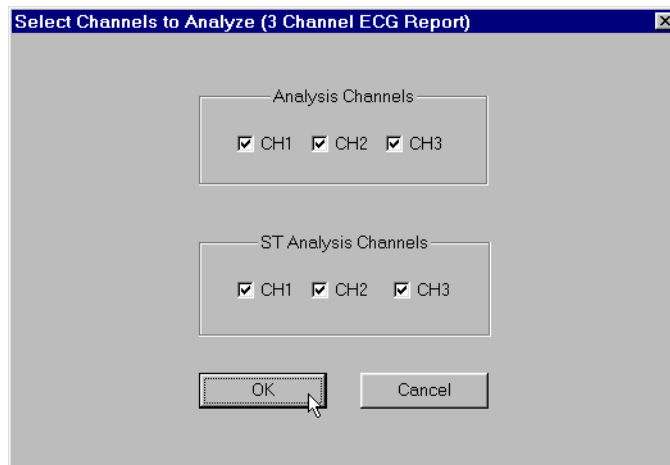 Select Channels to Analyze (3 Channel ECG Report)
Analysis Channels
CH1 CH2 CH3
ST Analysis Channels
CH1 CH2 CH3
OK Cancel